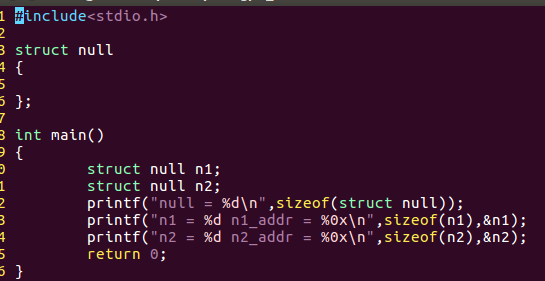 1 #include<stdio.h>
2
3 struct null
4 {
5
6 };
7
8 int main()
9 {
0         struct null n1;
1         struct null n2;
2         printf("null = %d\n",sizeof(struct null));
3         printf("n1 = %d n1_addr = %0x\n",sizeof(n1),&n1);
4         printf("n2 = %d n2_addr = %0x\n",sizeof(n2),&n2);
5         return 0;
6 }